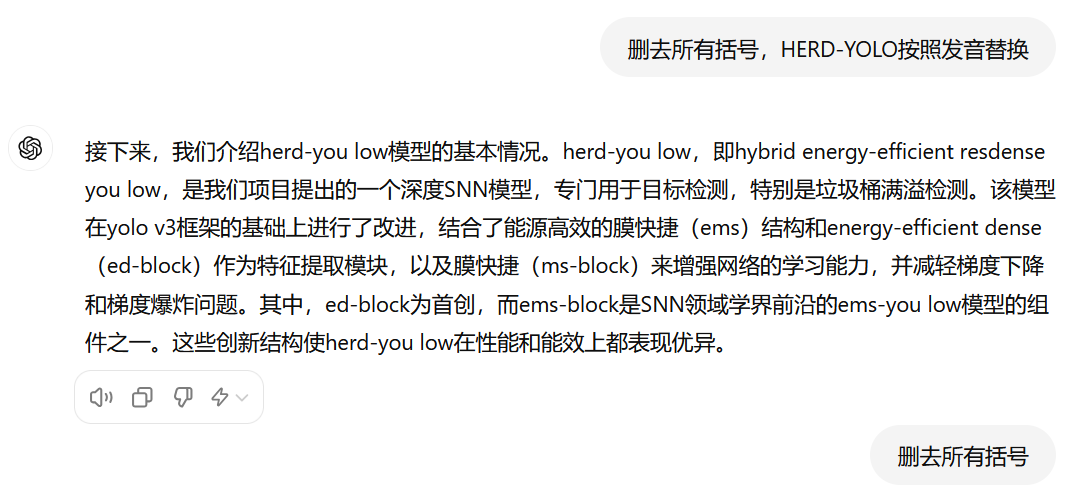 删去所有括号，HERD-YOLO按照发音替换
接下来，我们介绍herd-you low模型的基本情况。herd-you low，即hybrid energy-efficient resdense
you low，是我们项目提出的一个深度SNN模型，专门用于目标检测，特别是垃圾桶满溢检测。该模型
在yolo v3框架的基础上进行了改进，结合了能源高效的膜快捷（ems）结构和energy-efficient dense
（ed-block）作为特征提取模块，以及膜快捷（ms-block）来增强网络的学习能力，并减轻梯度下降
和梯度爆炸问题。其中，ed-block为首创，而ems-block是SNN领域学界前沿的ems-you low模型的组
件之一。这些创新结构使herd-you low在性能和能效上都表现优异。
删去所有括号